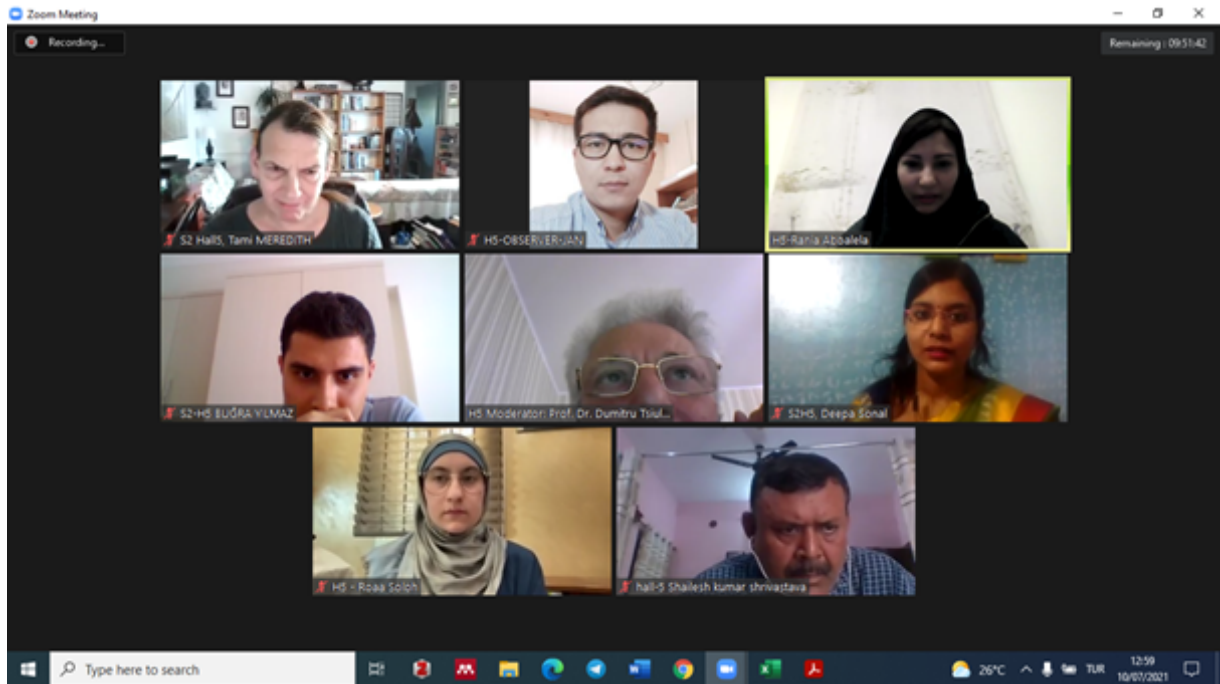 Zoom Meeting
Recording...
Remaining : 09:51:42
S2 Hall5, Tami MEREDITH
H5-OBSERVER-JAN
H5-Rania Aboalela
S2-H5 BUĞRA YILMAZ
H5 Moderator: Prof. Dr. Dumitru Tsiul...
S2H5, Deepa Sonal
H5 - Roaa Soloh
hall-5 Shailesh kumar shrivastava
Type here to search
26°C
TUR
12:59
10/07/2021